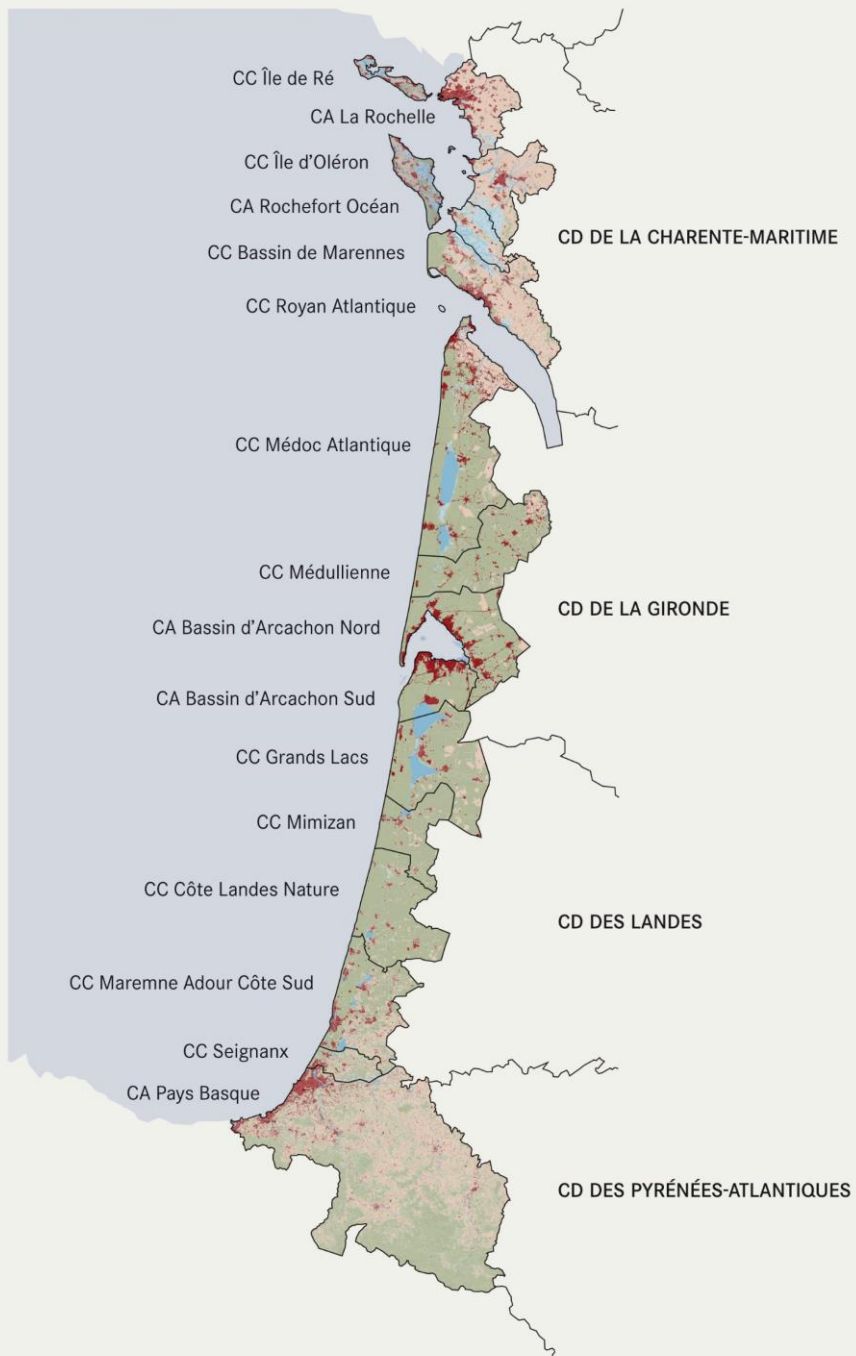 CC Île de Ré
CA La Rochelle
CC Île d'Oléron
CA Rochefort Océan
CC Bassin de Marennes
CC Royan Atlantique
CC Médoc Atlantique
CC Médullienne
CA Bassin d'Arcachon Nord
CA Bassin d'Arcachon Sud
CC Grands Lacs
CC Mimizan
CC Côte Landes Nature
CC Maremne Adour Côte Sud
CC Seignanx
CA Pays Basque
CD DE LA CHARENTE-MARITIME
CD DE LA GIRONDE
CD DES LANDES
CD DES PYRÉNÉES-ATLANTIQUES